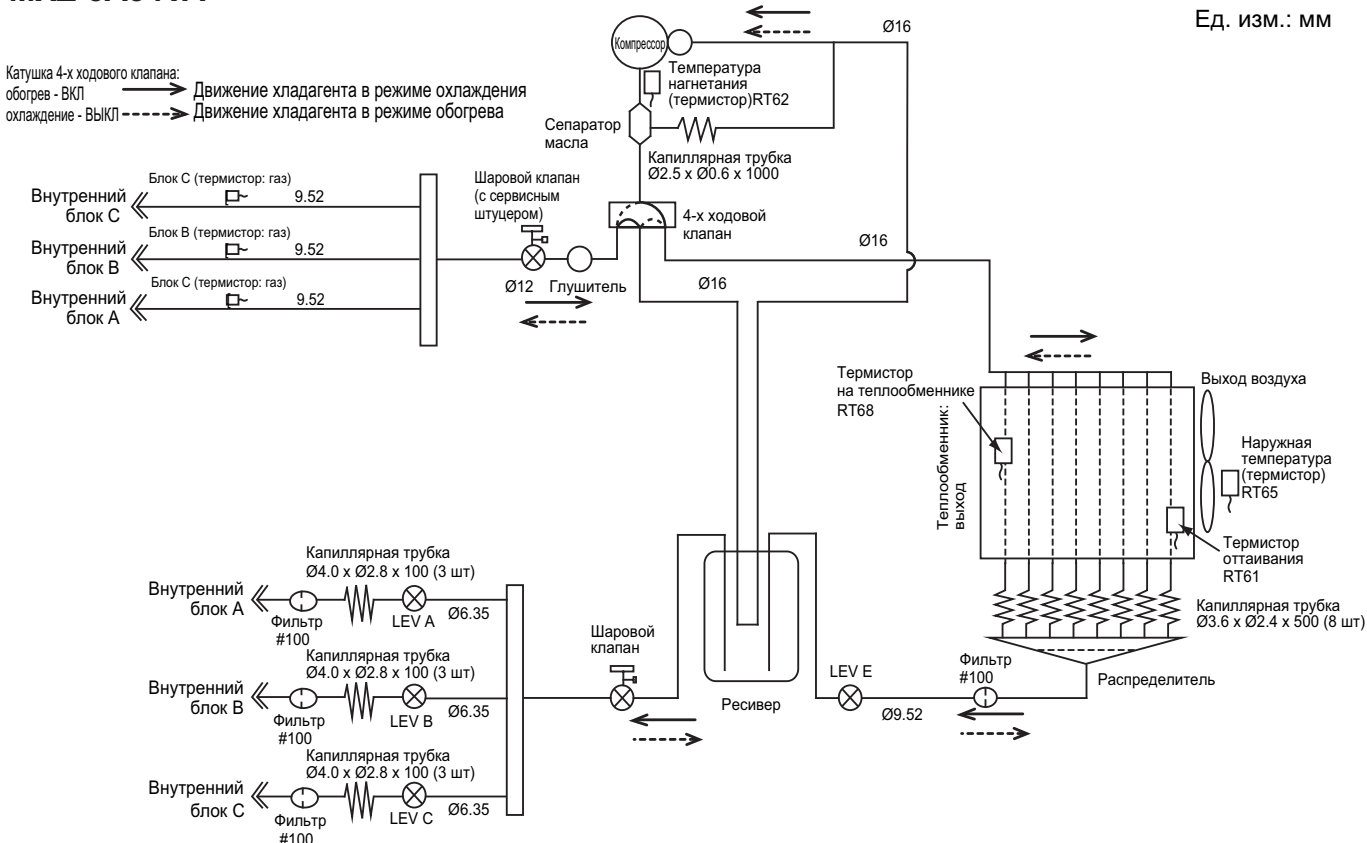 Ед. изм.: мм
Ø16
Компрессор
Температура
нагнетания
(термистор)RT62
Катушка 4-х ходового клапана:
обогрев - ВКЛ
охлаждение - ВЫКЛ
Движение хладагента в режиме охлаждения
Движение хладагента в режиме обогрева
Сепаратор
масла
Капиллярная трубка
Ø2.5 x Ø0.6 x 1000
Шаровой клапан
(с сервисным
штуцером)
4-х ходовой
клапан
Внутренний
блок C
Блок C (термистор: газ)
9.52
Внутренний
блок B
Блок B (термистор: газ)
9.52
Внутренний
блок A
Блок C (термистор: газ)
9.52
Ø12
Глушитель
Ø16
Ø16
Термистор
на теплообменнике
RT68
Теплообменник:
выход
Выход воздуха
Наружная
температура
(термистор)
RT65
Термистор
оттаивания
RT61
Капиллярная трубка
Ø3.6 x Ø2.4 x 500 (8 шт)
Распределитель
Фильтр
#100
Ø9.52
LEV E
Ресивер
Шаровой
клапан
Внутренний
блок A
Капиллярная трубка
Ø4.0 x Ø2.8 x 100 (3 шт)
Фильтр
#100
LEV A
Ø6.35
Внутренний
блок B
Капиллярная трубка
Ø4.0 x Ø2.8 x 100 (3 шт)
Фильтр
#100
LEV B
Ø6.35
Внутренний
блок C
Капиллярная трубка
Ø4.0 x Ø2.8 x 100 (3 шт)
Фильтр
#100
LEV C
Ø6.35